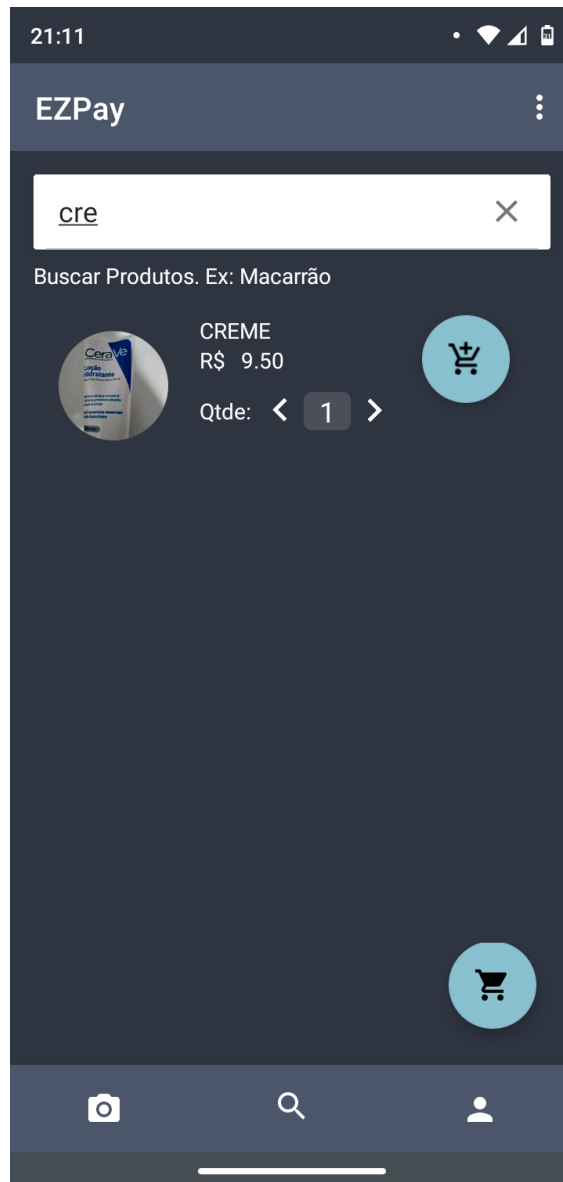 21:11
EZPay
cre
Buscar Produtos. Ex: Macarrão
CREME
R$ 9.50
Qtde: 1
CeraVe
Loção
Hidratante